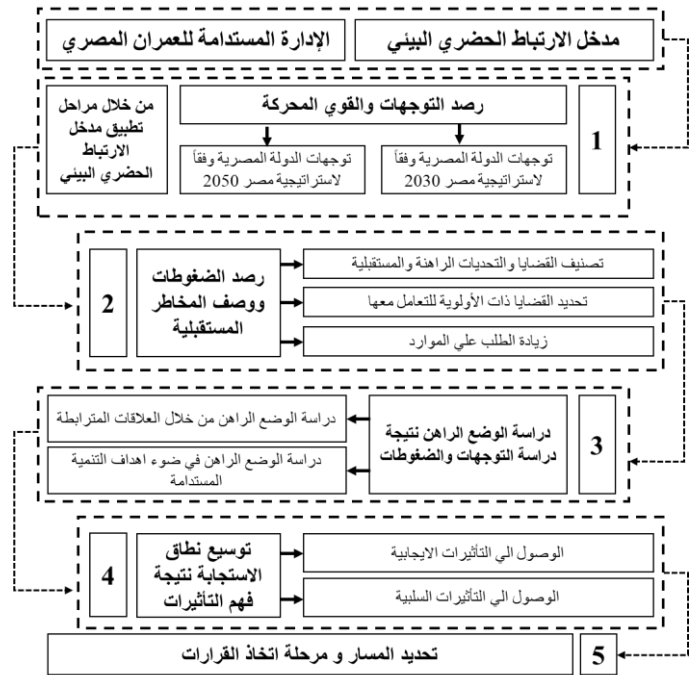 مدخل الارتباط الحضري البيئي
الإدارة المستدامة للعمران المصري
1
رصد التوجهات والقوي المحركة
توجهات الدولة المصرية وفقاً
لاستراتيجية مصر 2030
توجهات الدولة المصرية وفقاً
لاستراتيجية مصر 2050
من خلال مراحل
تطبيق مدخل
الارتباط
الحضري البيئي
2
رصد الضغوطات
ووصف المخاطر
المستقبلية
تصنيف القضايا والتحديات الراهنة والمستقبلية
تحديد القضايا ذات الأولوية للتعامل معها
زيادة الطلب علي الموارد
3
دراسة الوضع الراهن نتيجة
دراسة التوجهات والضغوطات
دراسة الوضع الراهن من خلال العلاقات المترابطة
دراسة الوضع الراهن في ضوء اهداف التنمية
المستدامة
4
توسيع نطاق
الاستجابة نتيجة
فهم التأثيرات
الوصول الي التأثيرات الايجابية
الوصول الي التأثيرات السلبية
5
تحديد المسار و مرحلة اتخاذ القرارات